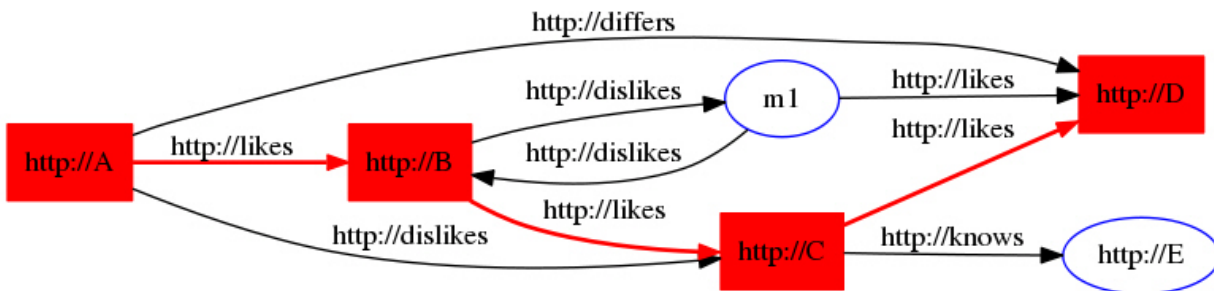 http://differs
http://dislikes
m1
http://likes
http://D
http://likes
http://A
http://likes
http://B
http://dislikes
http://likes
http://dislikes
http://C
http://knows
http://E